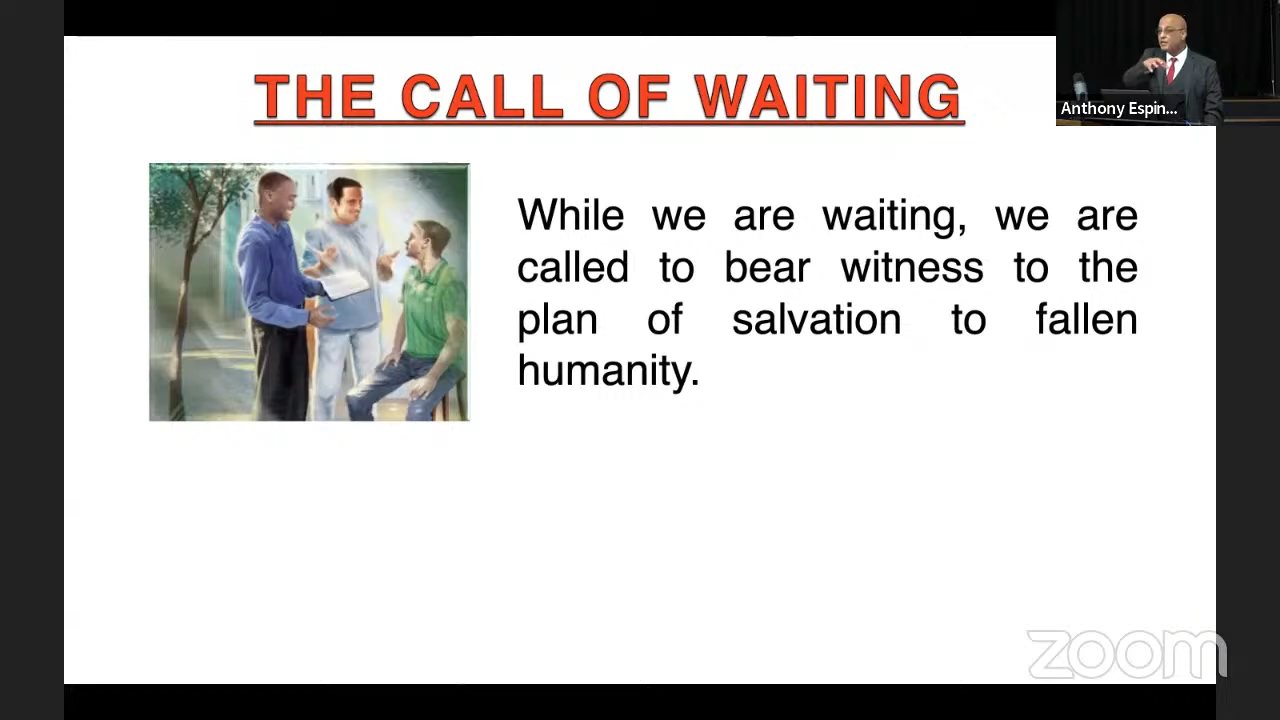 THE CALL OF WAITING
Anthony Espin...
While we are waiting, we are
called to bear witness to the
plan of salvation to fallen
humanity.
zoom